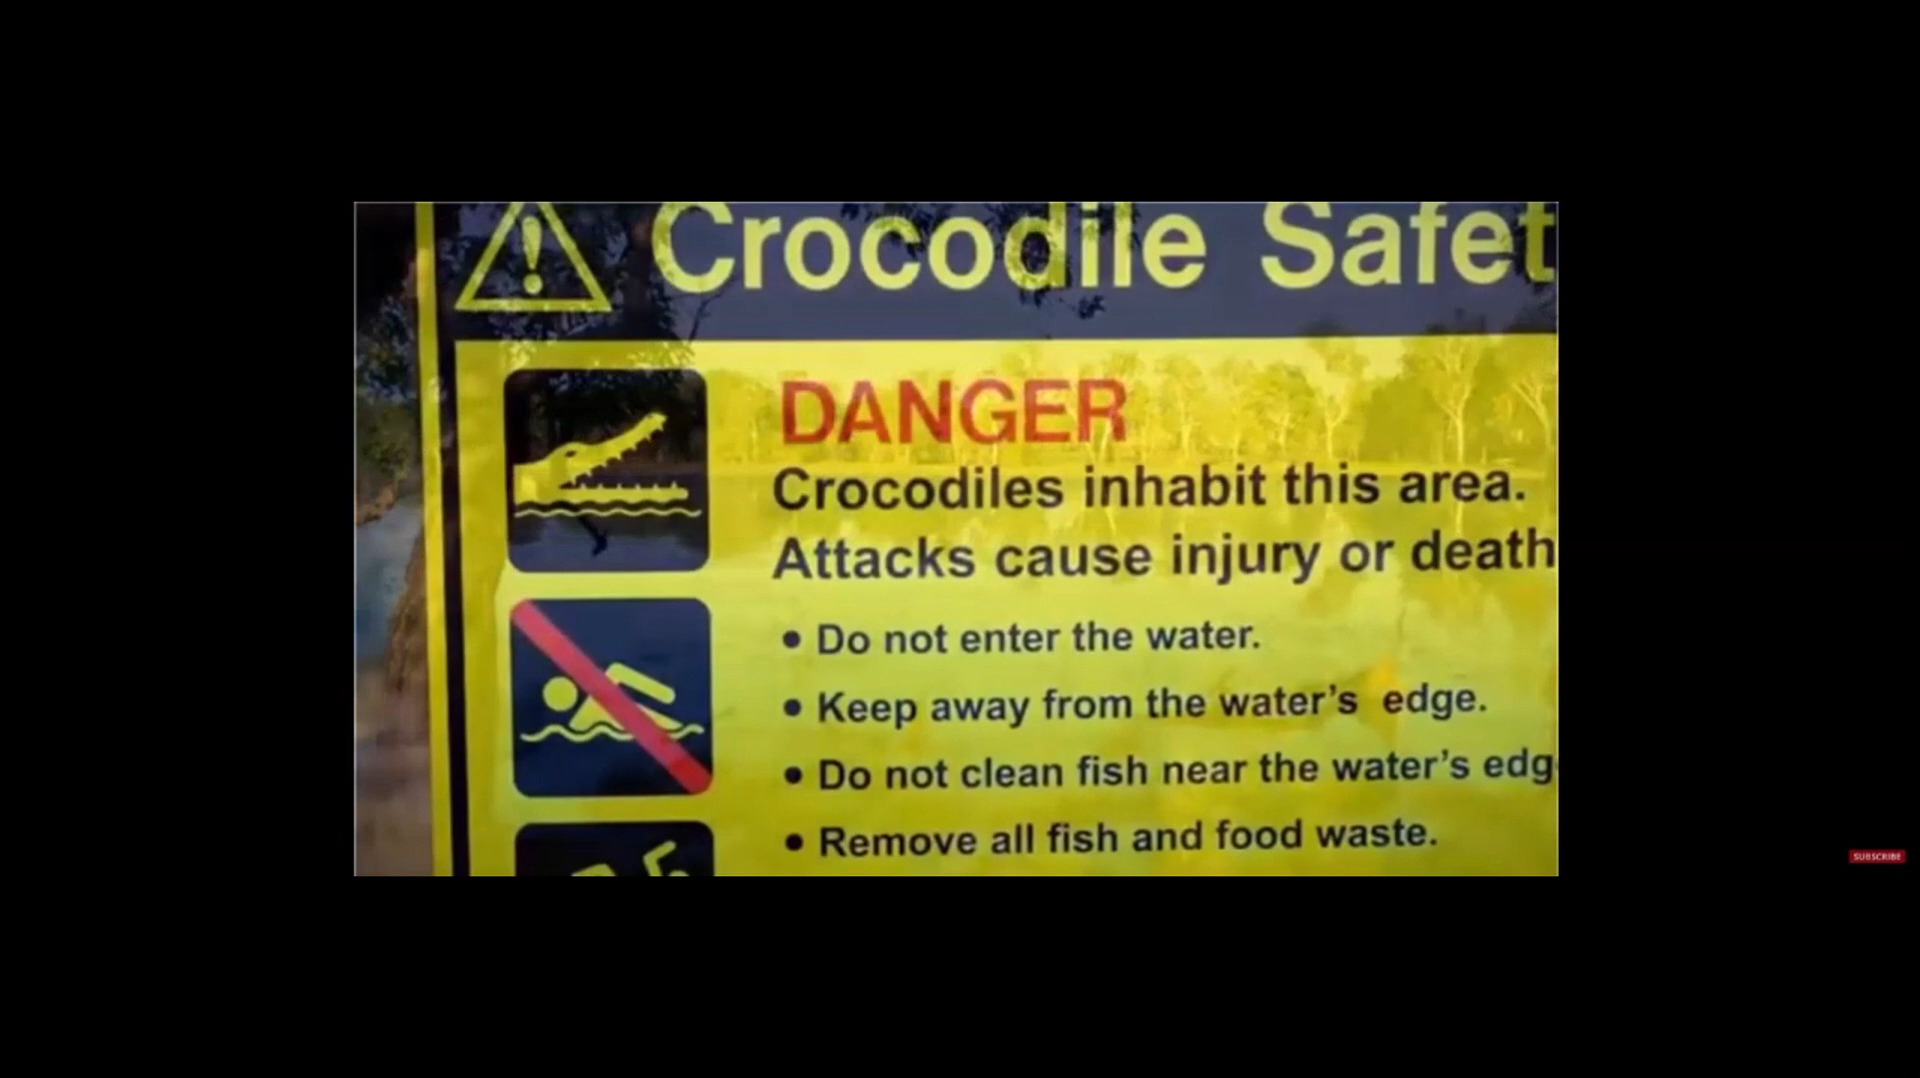 Crocodile Safet
DANGER
Crocodiles inhabit this area.
Attacks cause injury or death
• Do not enter the water.
• Keep away from the water's edge.
• Do not clean fish near the water's edg
• Remove all fish and food waste.
SUBSCRIBE